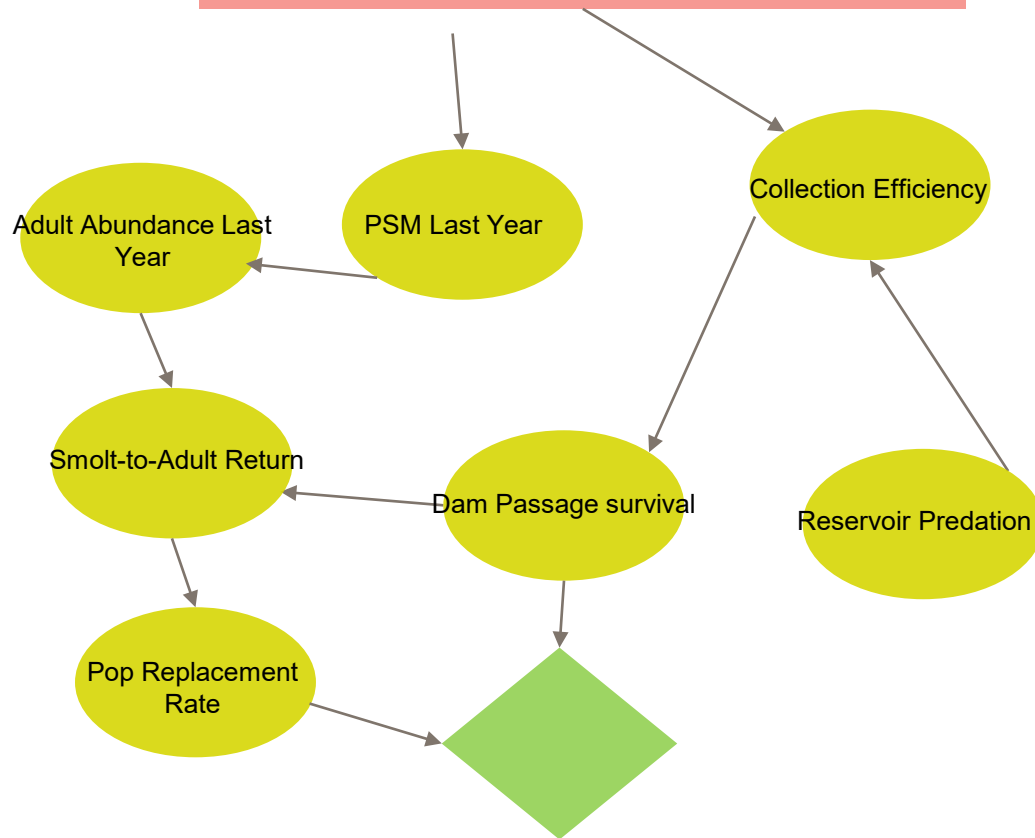 Collection Efficiency
Adult Abundance Last
Year
PSM Last Year
Smolt-to-Adult Return
Dam Passage survival
Reservoir Predation
Pop Replacement
Rate